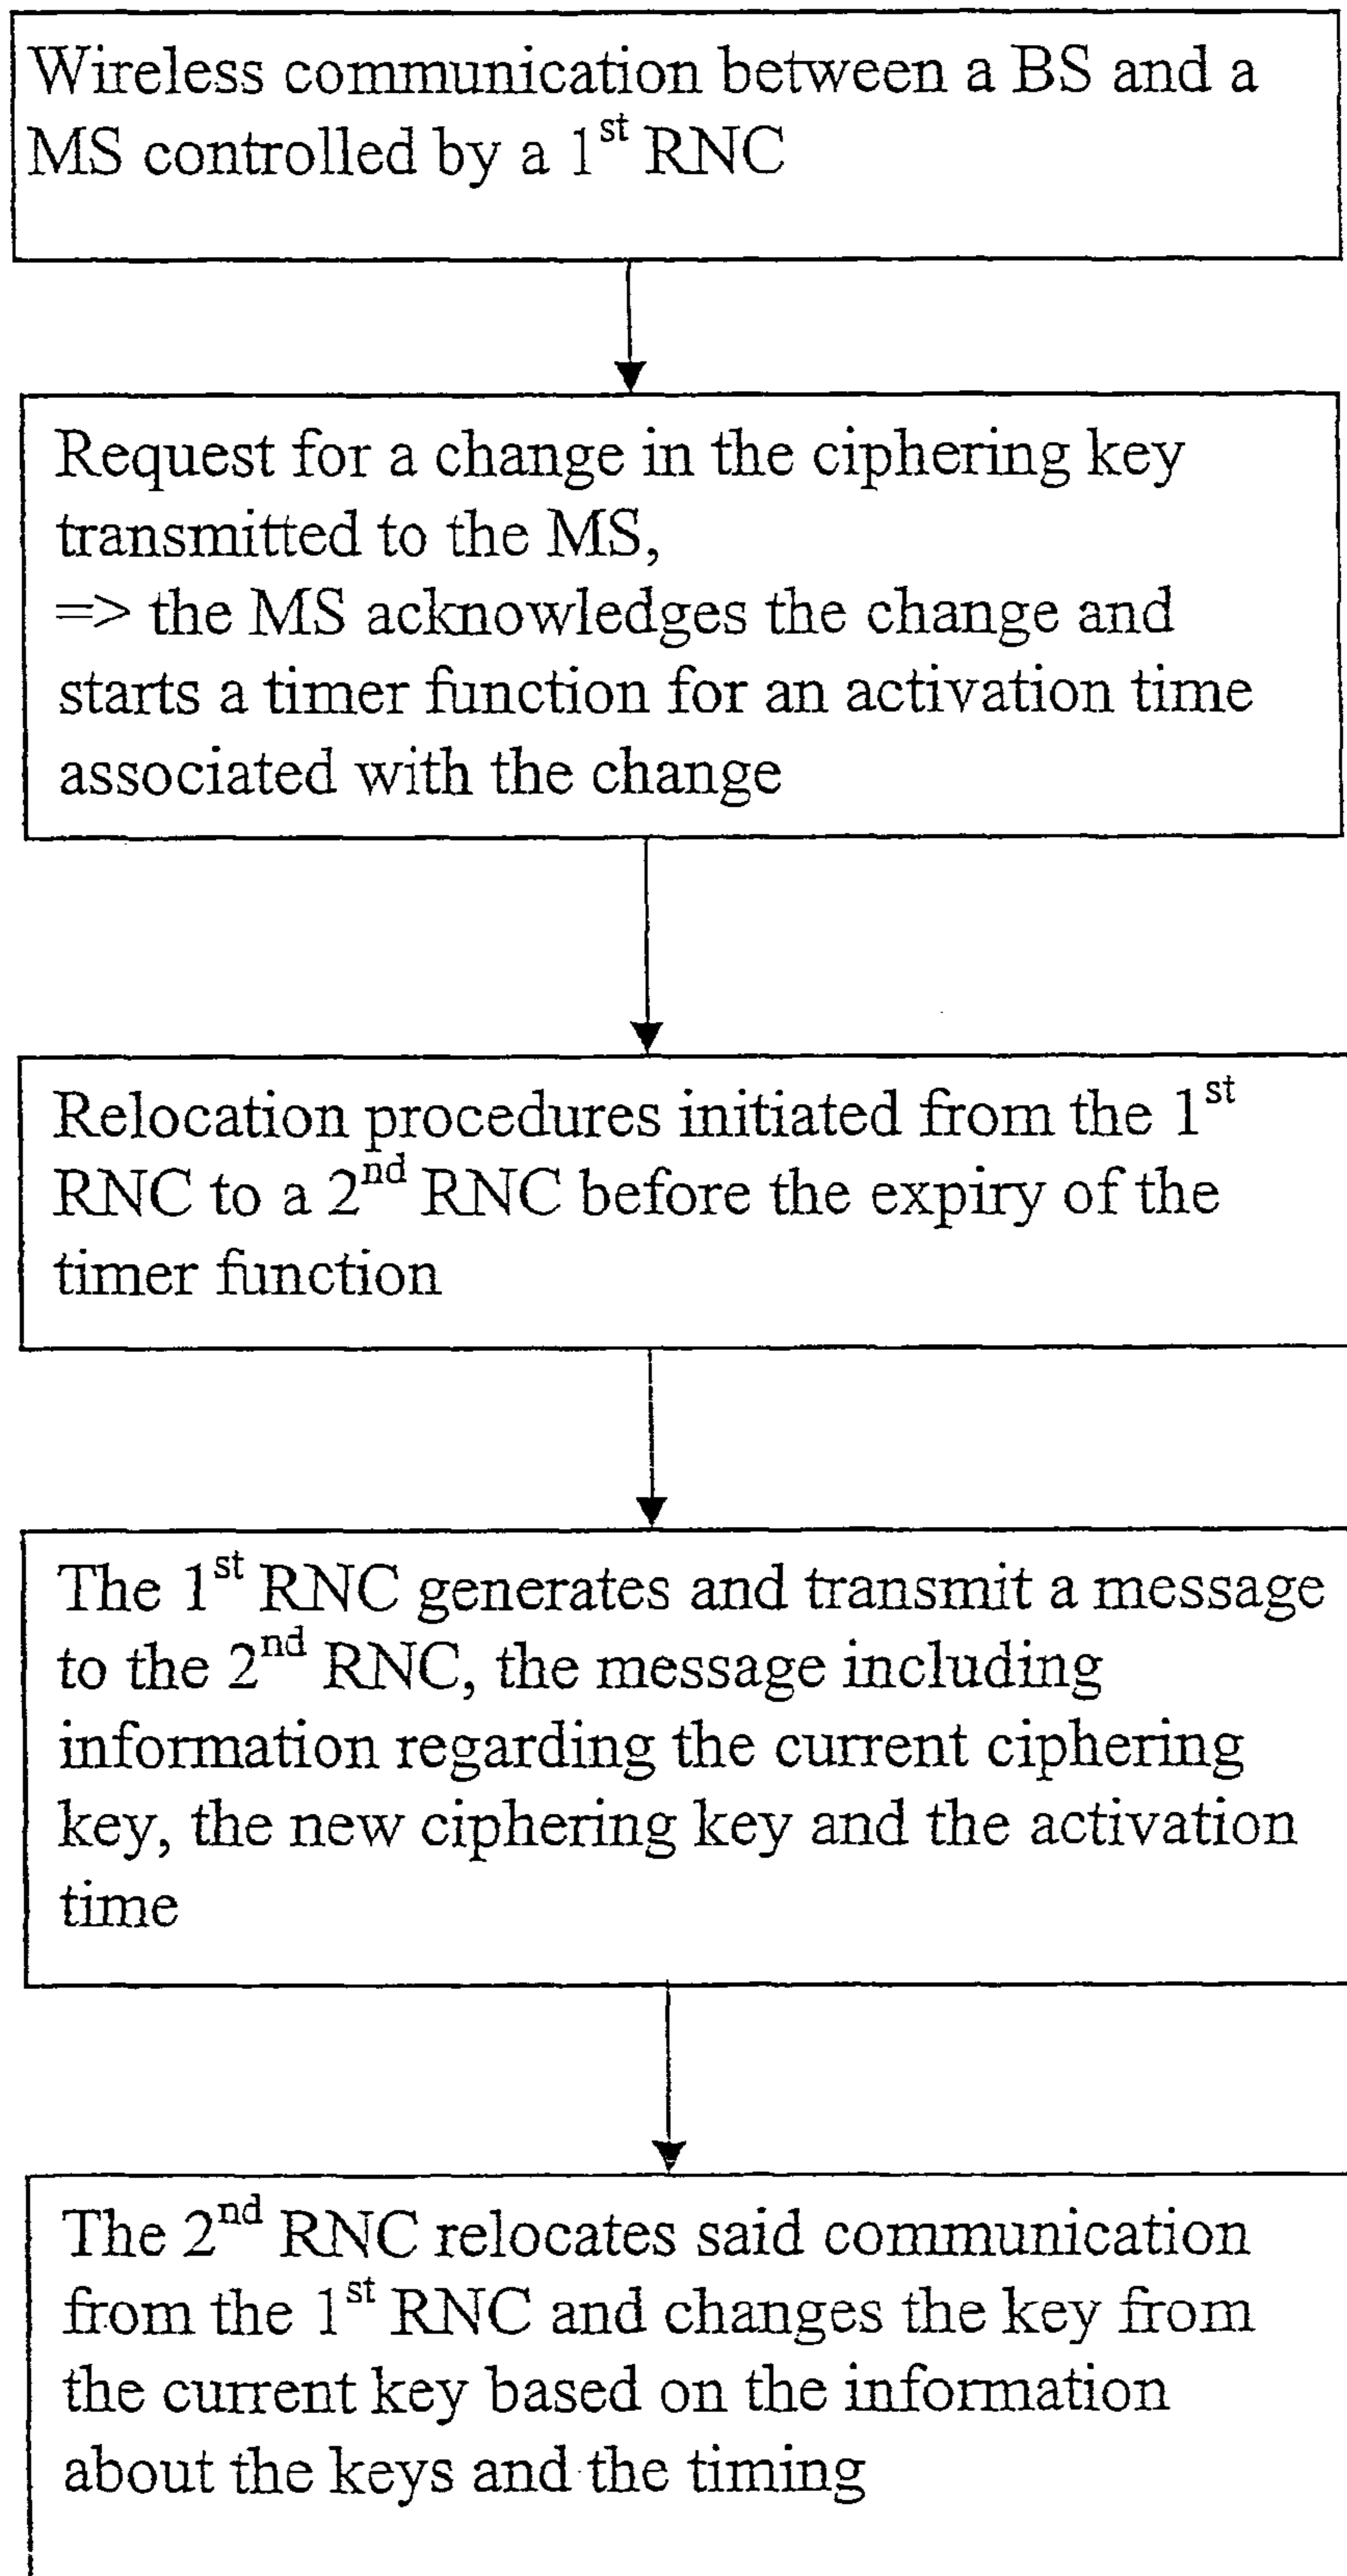 Wireless communication between a BS and a
MS controlled by a 1st RNC
Request for a change in the ciphering key
transmitted to the MS,
=> the MS acknowledges the change and
starts a timer function for an activation time
associated with the change
Relocation procedures initiated from the 1st
RNC to a 2nd RNC before the expiry of the
timer function
The 1st RNC generates and transmit a message
to the 2nd RNC, the message including
information regarding the current ciphering
key, the new ciphering key and the activation
time
The 2nd RNC relocates said communication
from the 1st RNC and changes the key from
the current key based on the information
about the keys and the timing